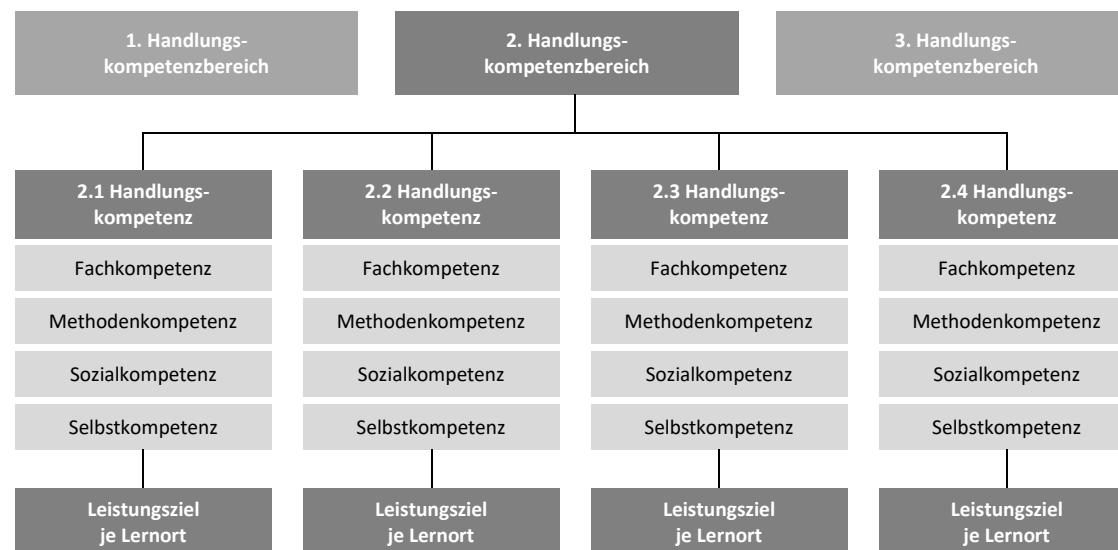 1. Handlungs-
kompetenzbereich
2. Handlungs-
kompetenzbereich
3. Handlungs-
kompetenzbereich
2.1 Handlungs-
kompetenz
2.2 Handlungs-
kompetenz
2.3 Handlungs-
kompetenz
2.4 Handlungs-
kompetenz
Fachkompetenz
Fachkompetenz
Fachkompetenz
Fachkompetenz
Methodenkompetenz
Methodenkompetenz
Methodenkompetenz
Methodenkompetenz
Sozialkompetenz
Sozialkompetenz
Sozialkompetenz
Sozialkompetenz
Selbstkompetenz
Selbstkompetenz
Selbstkompetenz
Selbstkompetenz
Leistungsziel
je Lernort
Leistungsziel
je Lernort
Leistungsziel
je Lernort
Leistungsziel
je Lernort